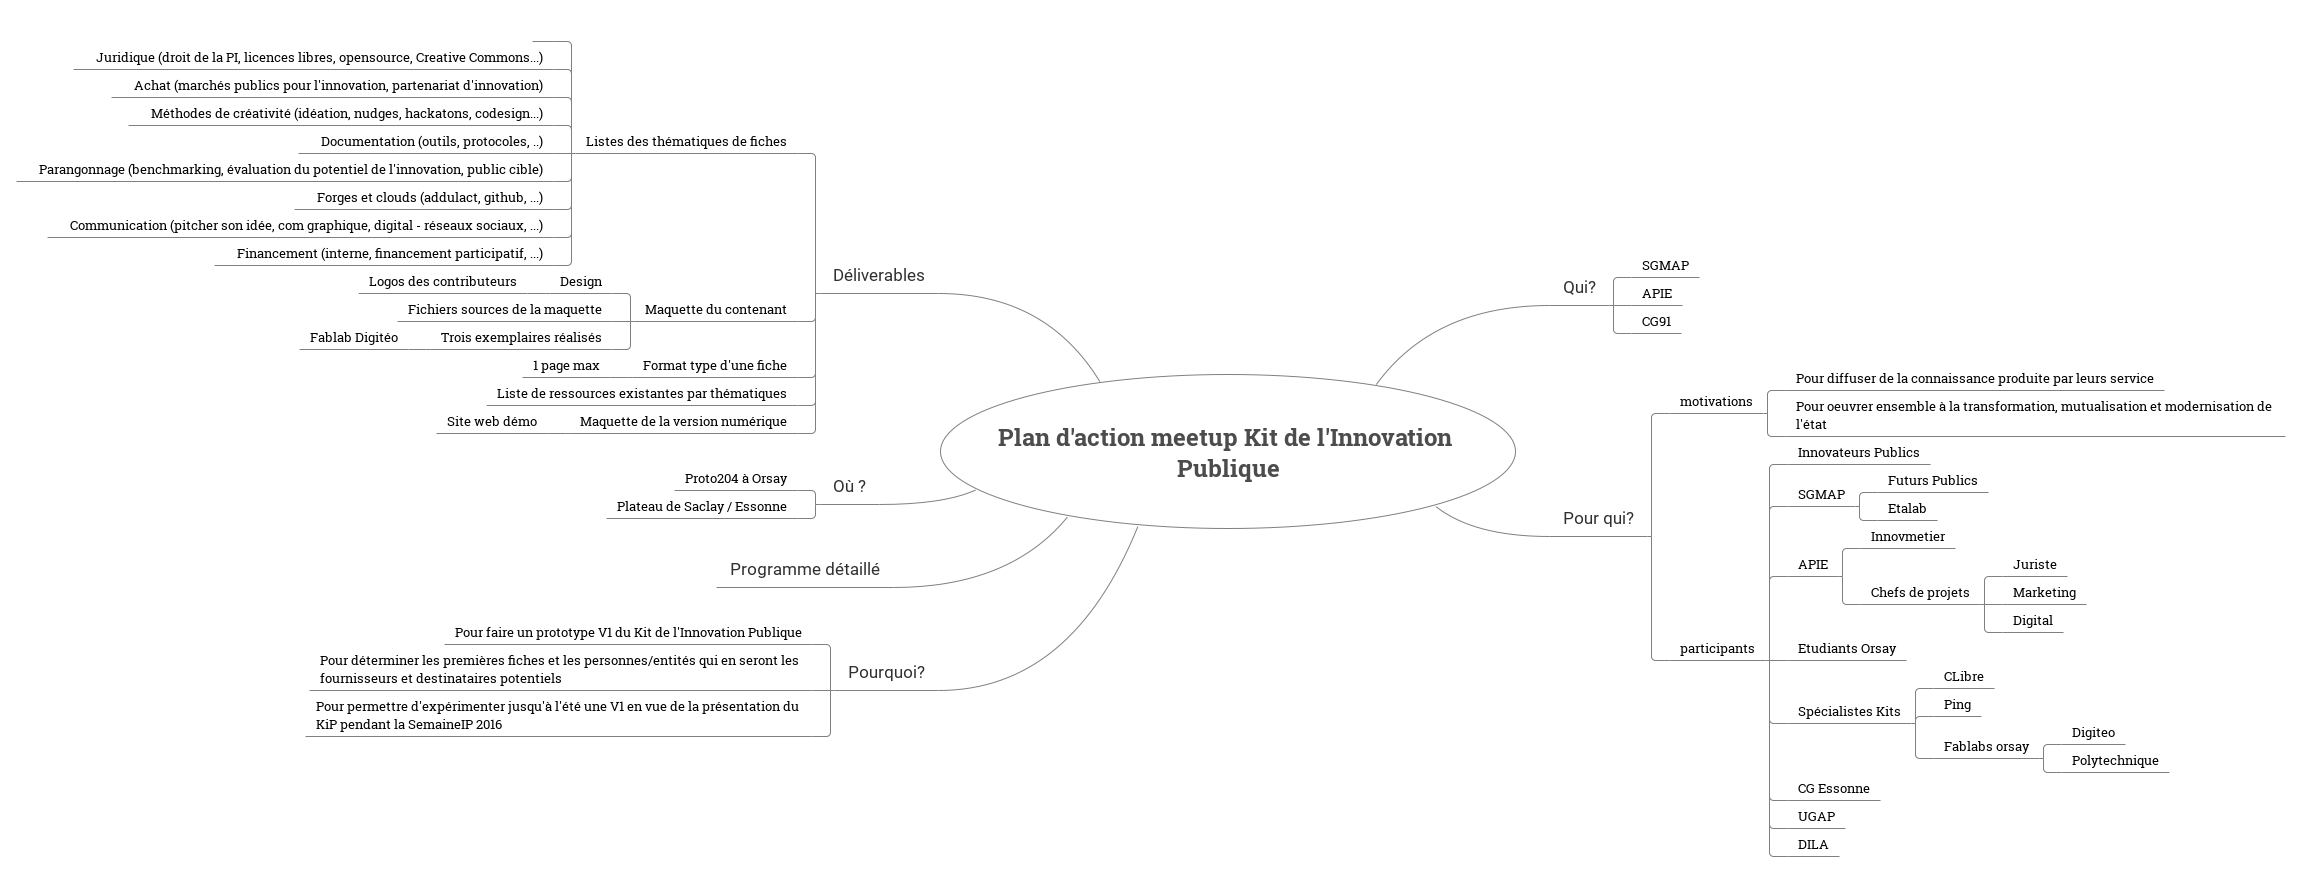 Plan d'action meetup Kit de l'Innovation
Publique
Qui?
SGMAP
APIE
CG91
Pour qui?
motivations
Pour diffuser de la connaissance produite par leurs service
Pour oeuvrer ensemble à la transformation, mutualisation et modernisation de
l'état
participants
Innovateurs Publics
SGMAP
Futurs Publics
Etalab
APIE
Innovmetier
Chefs de projets
Juriste
Marketing
Digital
Etudiants Orsay
Spécialistes Kits
CLibre
Ping
Fablabs orsay
Digiteo
Polytechnique
CG Essonne
UGAP
DILA
Déliverables
Listes des thématiques de fiches
Juridique (droit de la PI, licences libres, opensource, Creative Commons...)
Achat (marchés publics pour l'innovation, partenariat d'innovation)
Méthodes de créativité (idéation, nudges, hackatons, codesign...)
Documentation (outils, protocoles, ..)
Parangonnage (benchmarking, évaluation du potentiel de l'innovation, public cible)
Forges et clouds (addulact, github, ...)
Communication (pitcher son idée, com graphique, digital - réseaux sociaux, ...)
Financement (interne, financement participatif, ...)
Maquette du contenant
Design
Logos des contributeurs
Fichiers sources de la maquette
Trois exemplaires réalisés
Fablab Digitéo
Format type d'une fiche
1 page max
Liste de ressources existantes par thématiques
Maquette de la version numérique
Site web démo
Où ?
Proto204 à Orsay
Plateau de Saclay / Essonne
Programme détaillé
Pourquoi?
Pour faire un prototype V1 du Kit de l'Innovation Publique
Pour déterminer les premières fiches et les personnes/entités qui en seront les
fournisseurs et destinataires potentiels
Pour permettre d'expérimenter jusqu'à l'été une V1 en vue de la présentation du
KiP pendant la SemaineIP 2016